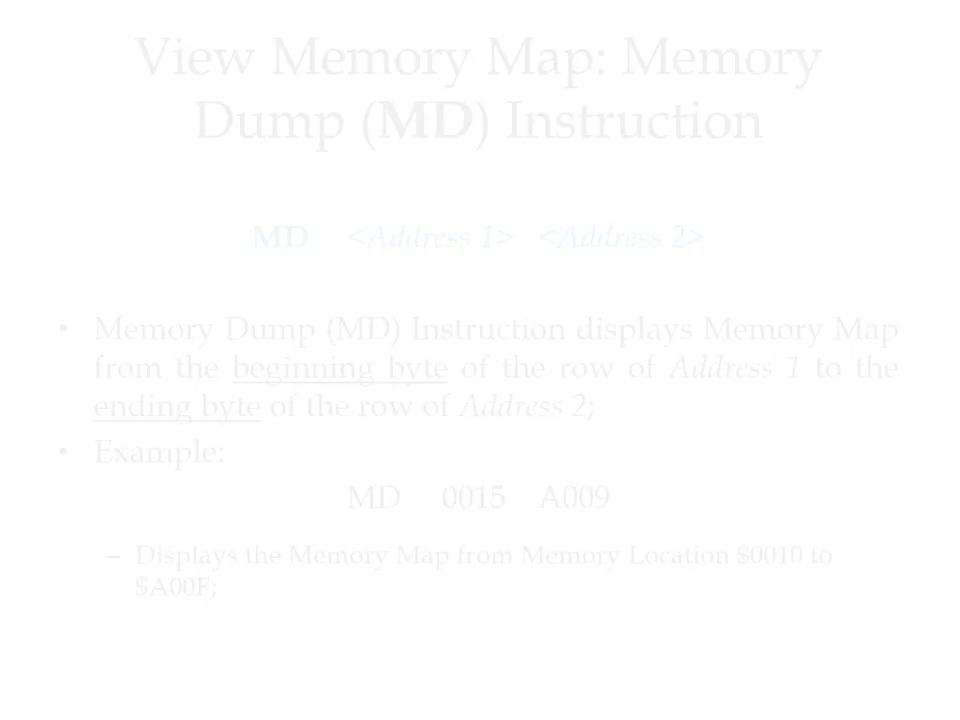 View Memory Map: Memory
Dump (MD) Instruction
MD <Address 1> <Address 2>
• Memory Dump (MD) Instruction displays Memory Map
from the beginning byte of the row of Address 1 to the
ending byte of the row of Address 2;
• Example:
MD 0015 A009
– Displays the Memory Map from Memory Location $0010 to
$A00F;